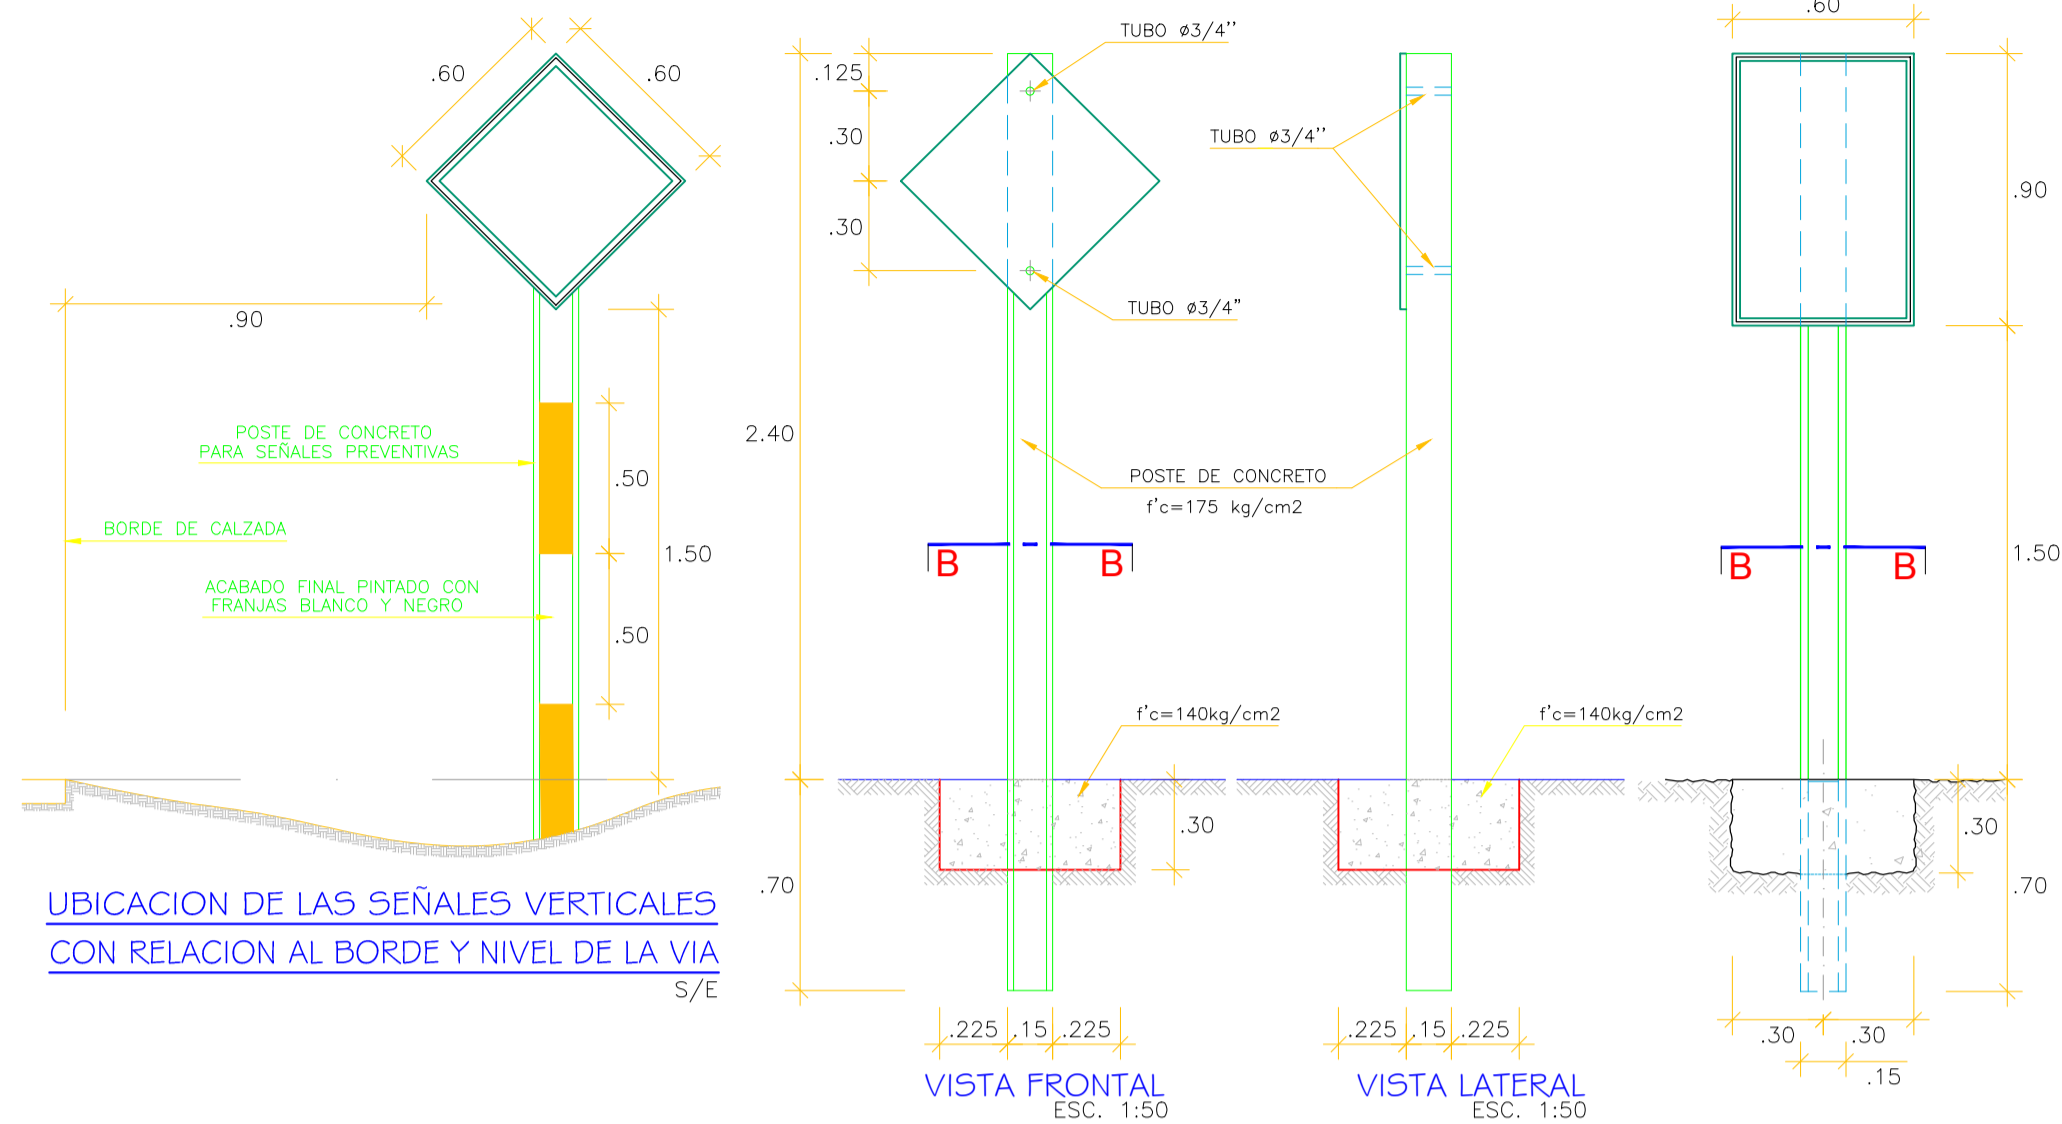 .60
.60
.90
POSTE DE CONCRETO
PARA SEÑALES PREVENTIVAS
BORDE DE CALZADA
ACABADO FINAL PINTADO CON
FRANJAS BLANCO Y NEGRO
.50
.50
1.50
UBICACION DE LAS SEÑALES VERTICALES
CON RELACION AL BORDE Y NIVEL DE LA VIA
S/E
TUBO ø3/4''
.125
.30
.30
TUBO ø3/4"
2.40
.70
POSTE DE CONCRETO
f'c=175 kg/cm2
B B
f'c=140kg/cm2
.30
.225 .15 .225
VISTA FRONTAL
ESC. 1:50
TUBO ø3/4''
f'c=140kg/cm2
.225 .15 .225
VISTA LATERAL
ESC. 1:50
.60
.90
1.50
B B
.30
.70
.30 .30
.15